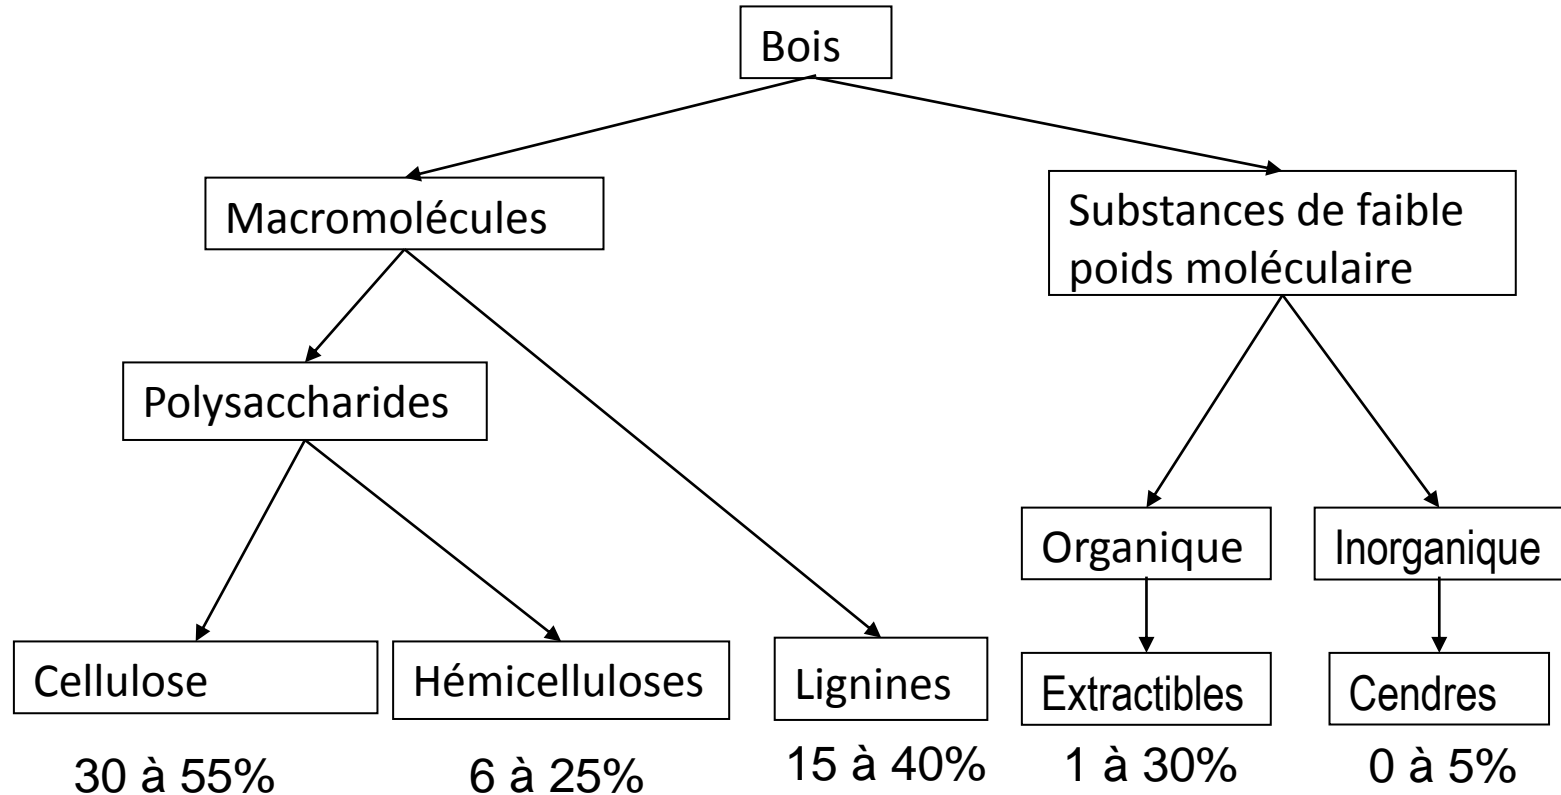 Bois
Macromolécules
Substances de faible
poids moléculaire
Polysaccharides
Organique
Inorganique
Cellulose
Hémicelluloses
Lignines
Extractibles
Cendres
30 à 55%
6 à 25%
15 à 40%
1 à 30%
0 à 5%